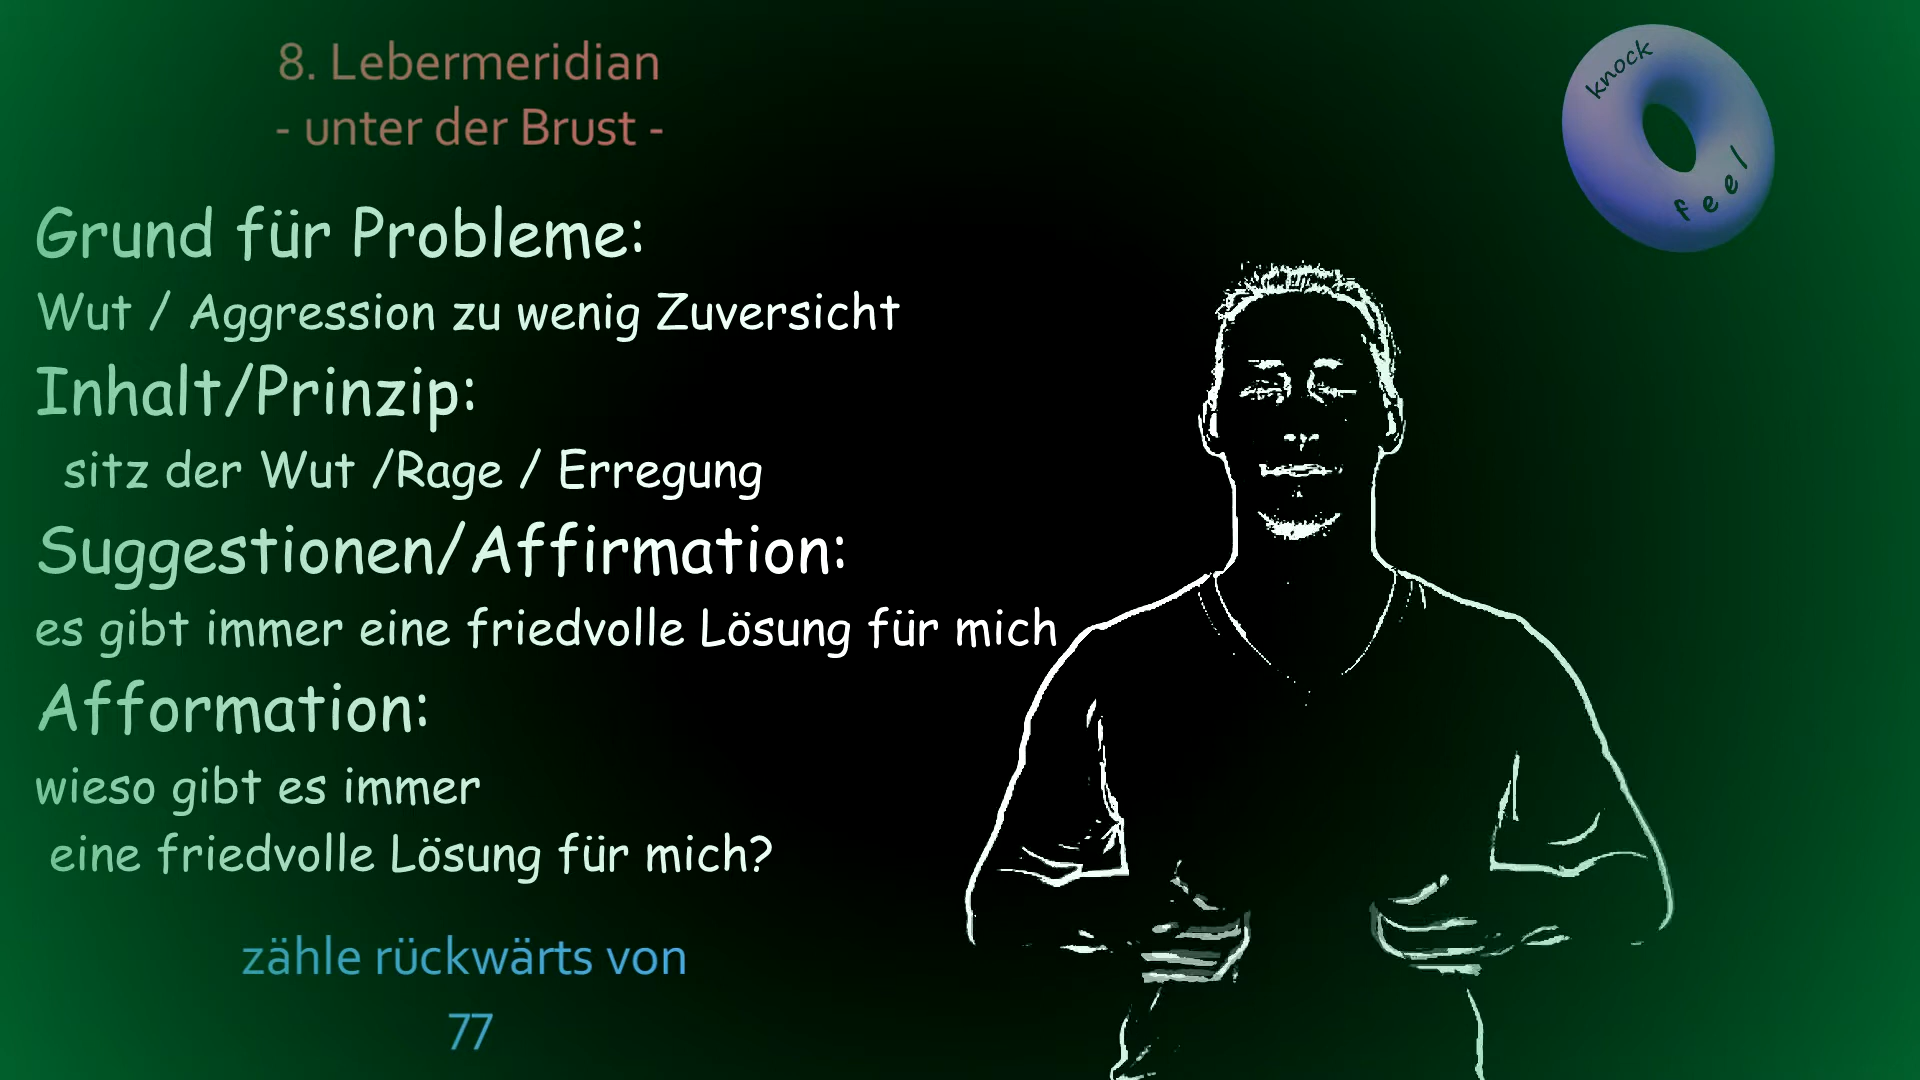 8. Lebermeridian
- unter der Brust -
knock
feel
Grund für Probleme:
Wut / Aggression zu wenig Zuversicht
Inhalt/Prinzip:
sitz der Wut /Rage / Erregung
Suggestionen/Affirmation:
es gibt immer eine friedvolle Lösung für mich
Afformation:
wieso gibt es immer
eine friedvolle Lösung für mich?
zähle rückwärts von
77